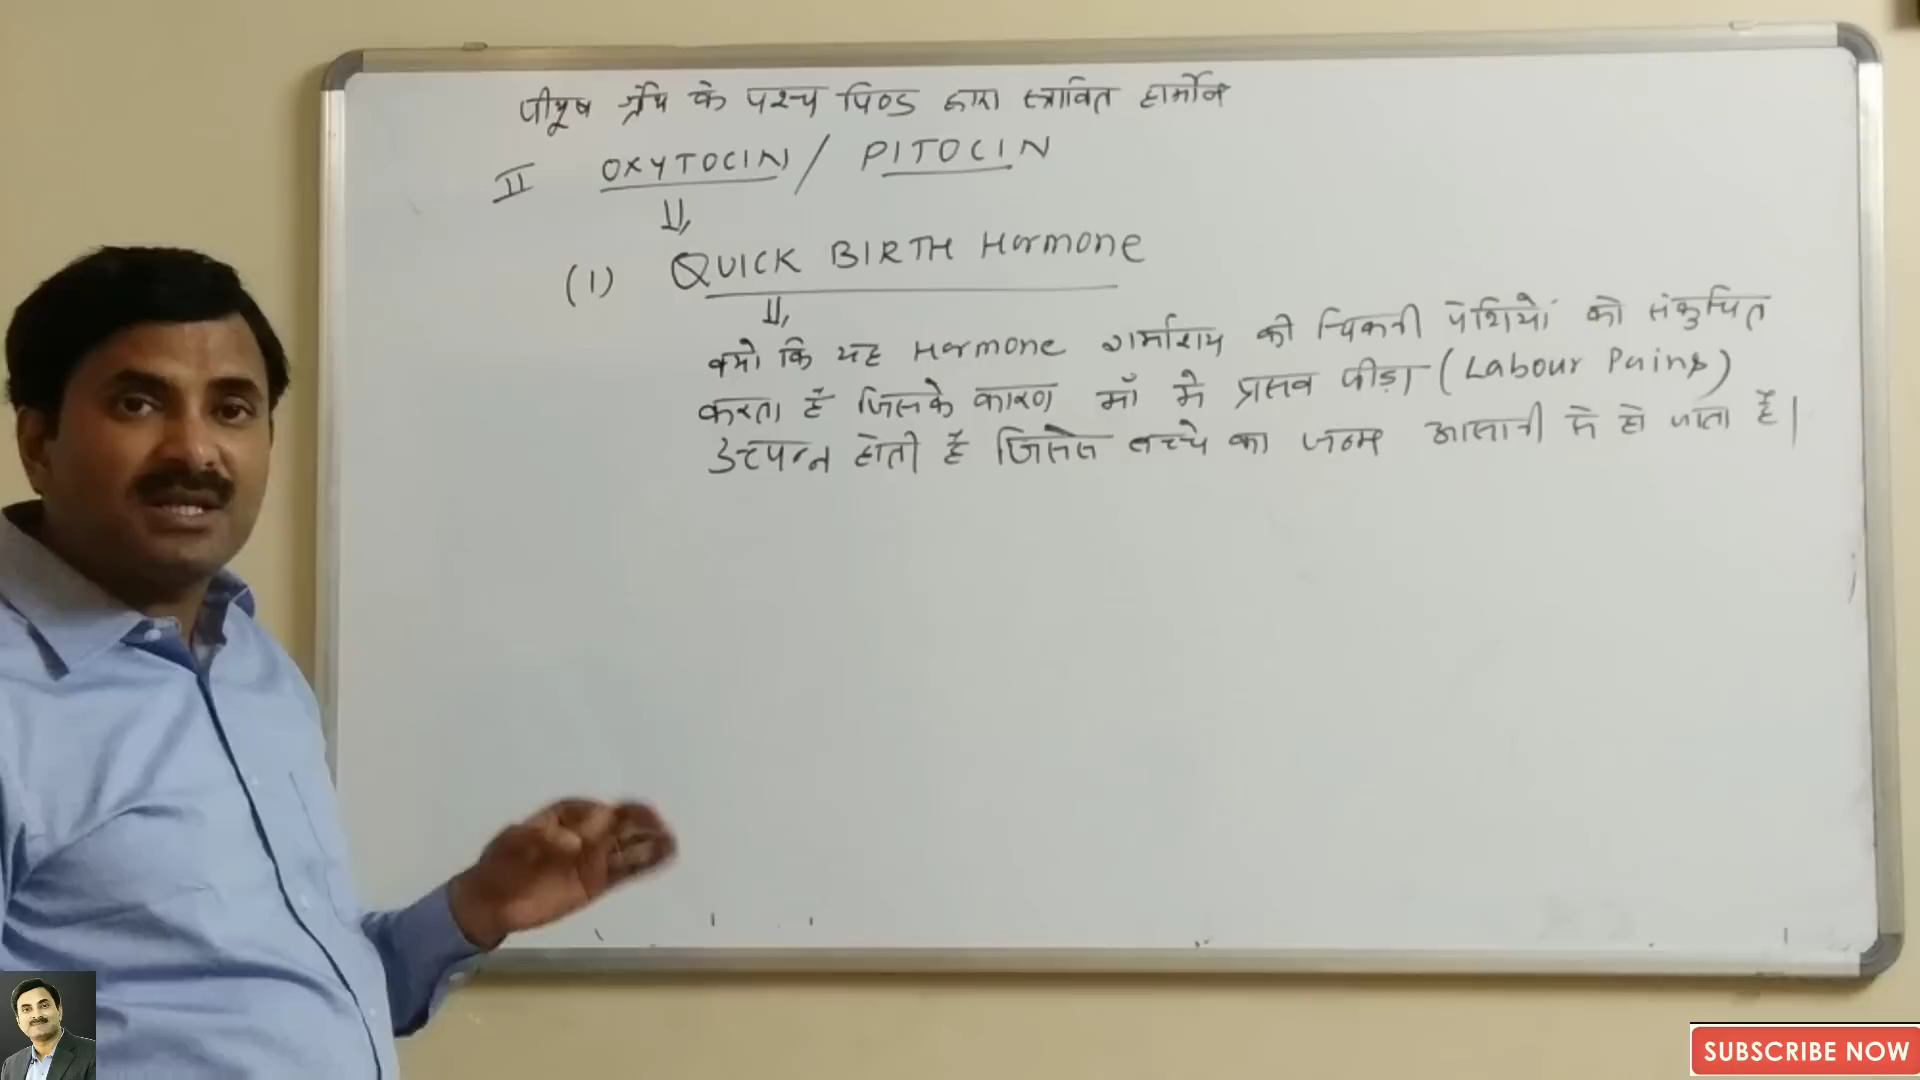 पीयूष ग्रंथि के पश्च पिण्ड द्वारा स्त्रावित हार्मोन
II OXYTOCIN / PITOCIN
(1) QUICK BIRTH Hormone
क्यो कि यह Hormone गर्भाशय की चिकनी पेशियों को संकुचित
करता है जिसके कारण माँ मे प्रसव पीड़ा (Labour Pains)
उत्पन्न होती है जिससे बच्चे का जन्म आसानी से हो जाता है।
SUBSCRIBE NOW